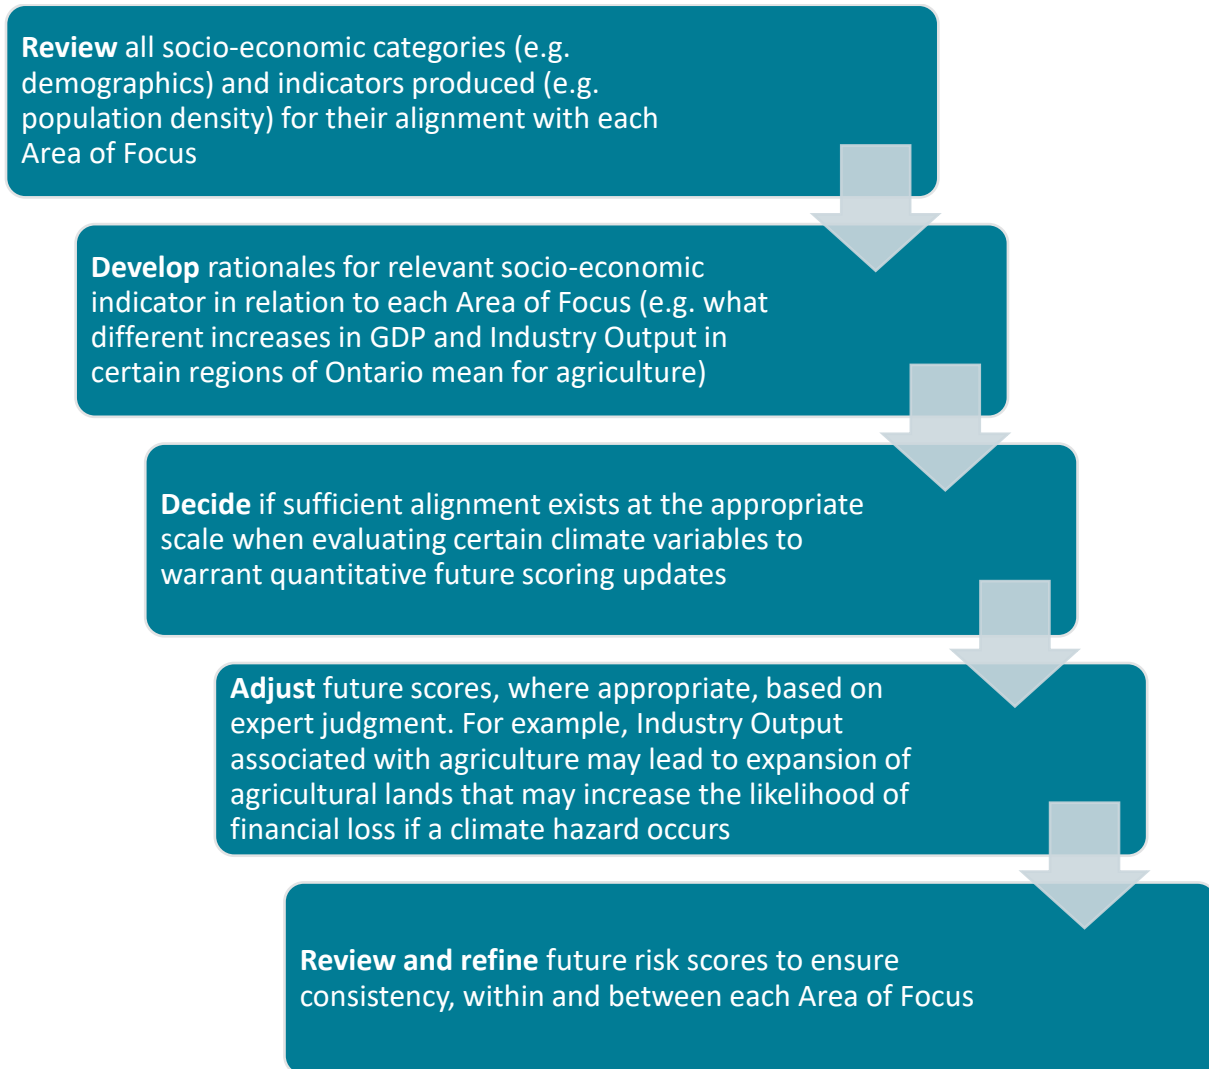 Review all socio-economic categories (e.g.
demographics) and indicators produced (e.g.
population density) for their alignment with each
Area of Focus
Develop rationales for relevant socio-economic
indicator in relation to each Area of Focus (e.g. what
different increases in GDP and Industry Output in
certain regions of Ontario mean for agriculture)
Decide if sufficient alignment exists at the appropriate
scale when evaluating certain climate variables to
warrant quantitative future scoring updates
Adjust future scores, where appropriate, based on
expert judgment. For example, Industry Output
associated with agriculture may lead to expansion of
agricultural lands that may increase the likelihood of
financial loss if a climate hazard occurs
Review and refine future risk scores to ensure
consistency, within and between each Area of Focus